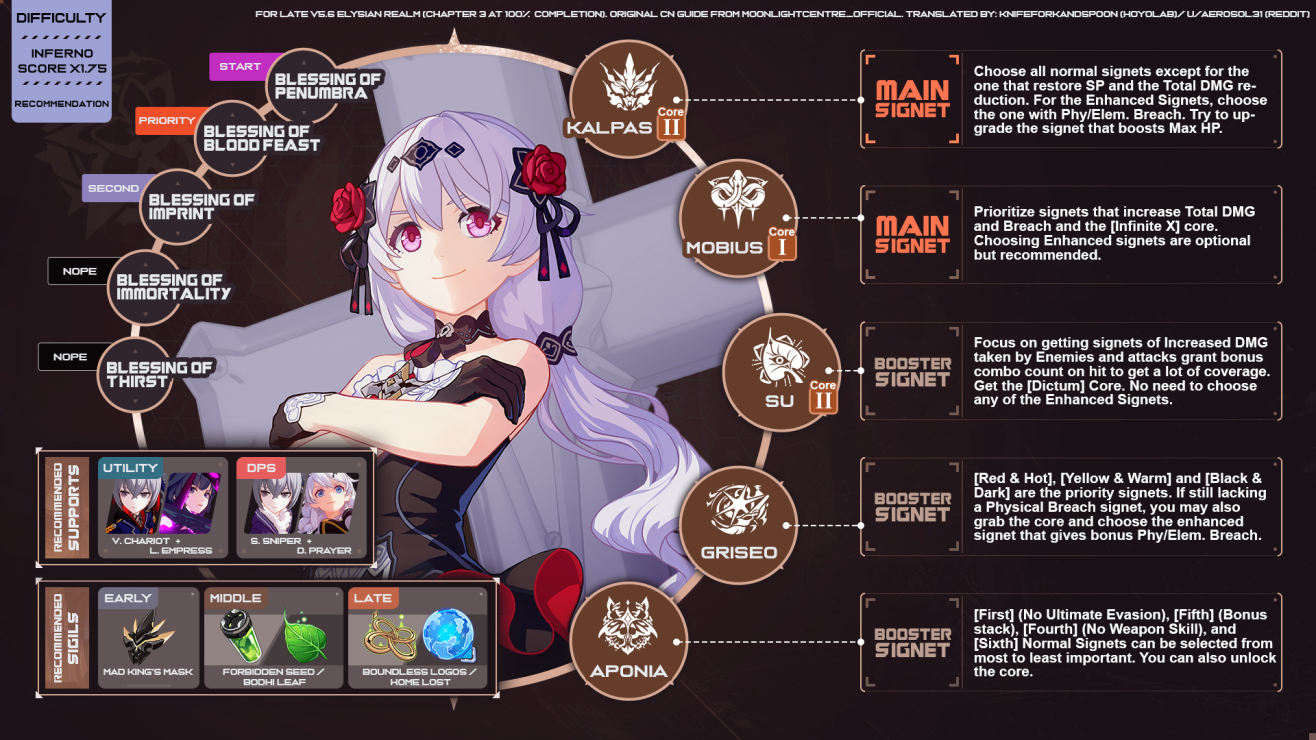 DIFFICULTY
INFERNO
SCORE X1.75
RECOMMENDATION
FOR LATE V5.6 ELYSIAN REALM (CHAPTER 3 AT 100% COMPLETION). ORIGINAL CN GUIDE FROM MOONLIGHTCENTRE_OFFICIAL. TRANSLATED BY: KNIFEFORKANDSPOON (HOYOLAB)/ U/AEROSOL31 (REDDIT)
START
BLESSING OF
PENUMBRA
PRIORITY
BLESSING OF
BLODD FEAST
SECOND
BLESSING OF
IMPRINT
NOPE
BLESSING OF
IMMORTALITY
NOPE
BLESSING OF
THIRST
RECOMMENDED
SUPPORTS
UTILITY
V. CHARIOT +
L. EMPRESS
DPS
S. SNIPER +
D. PRAYER
RECOMMENDED
SIGILS
EARLY
MAD KING'S MASK
MIDDLE
FORBIDDEN SEED /
BODHI LEAF
LATE
BOUNDLESS LOGOS /
HOME LOST
KALPAS
Core
II
MAIN
SIGNET
Choose all normal signets except for the
one that restore SP and the Total DMG re-
duction. For the Enhanced Signets, choose
the one with Phy/Elem. Breach. Try to up-
grade the signet that boosts Max HP.
MOBIUS
Core
I
MAIN
SIGNET
Prioritize signets that increase Total DMG
and Breach and the [Infinite X] core.
Choosing Enhanced signets are optional
but recommended.
SU
Core
II
BOOSTER
SIGNET
Focus on getting signets of Increased DMG
taken by Enemies and attacks grant bonus
combo count on hit to get a lot of coverage.
Get the [Dictum] Core. No need to choose
any of the Enhanced Signets.
GRISEO
BOOSTER
SIGNET
[Red & Hot], [Yellow & Warm] and [Black &
Dark] are the priority signets. If still lacking
a Physical Breach signet, you may also
grab the core and choose the enhanced
signet that gives bonus Phy/Elem. Breach.
APONIA
BOOSTER
SIGNET
[First] (No Ultimate Evasion), [Fifth] (Bonus
stack), [Fourth] (No Weapon Skill), and
[Sixth] Normal Signets can be selected from
most to least important. You can also unlock
the core.